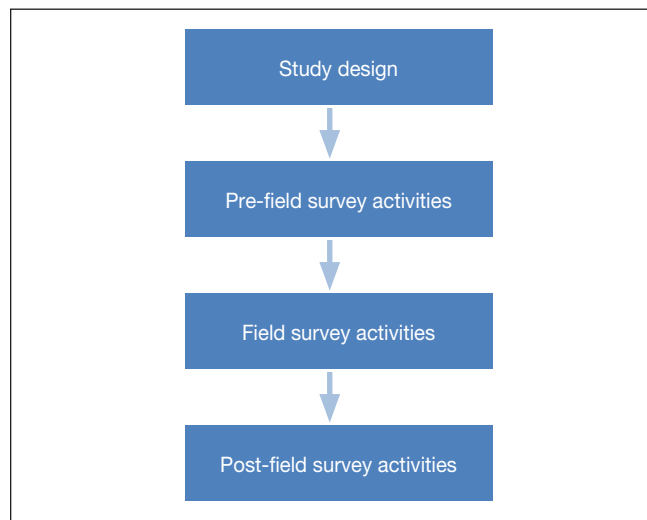 Study design
Pre-field survey activities
Field survey activities
Post-field survey activities